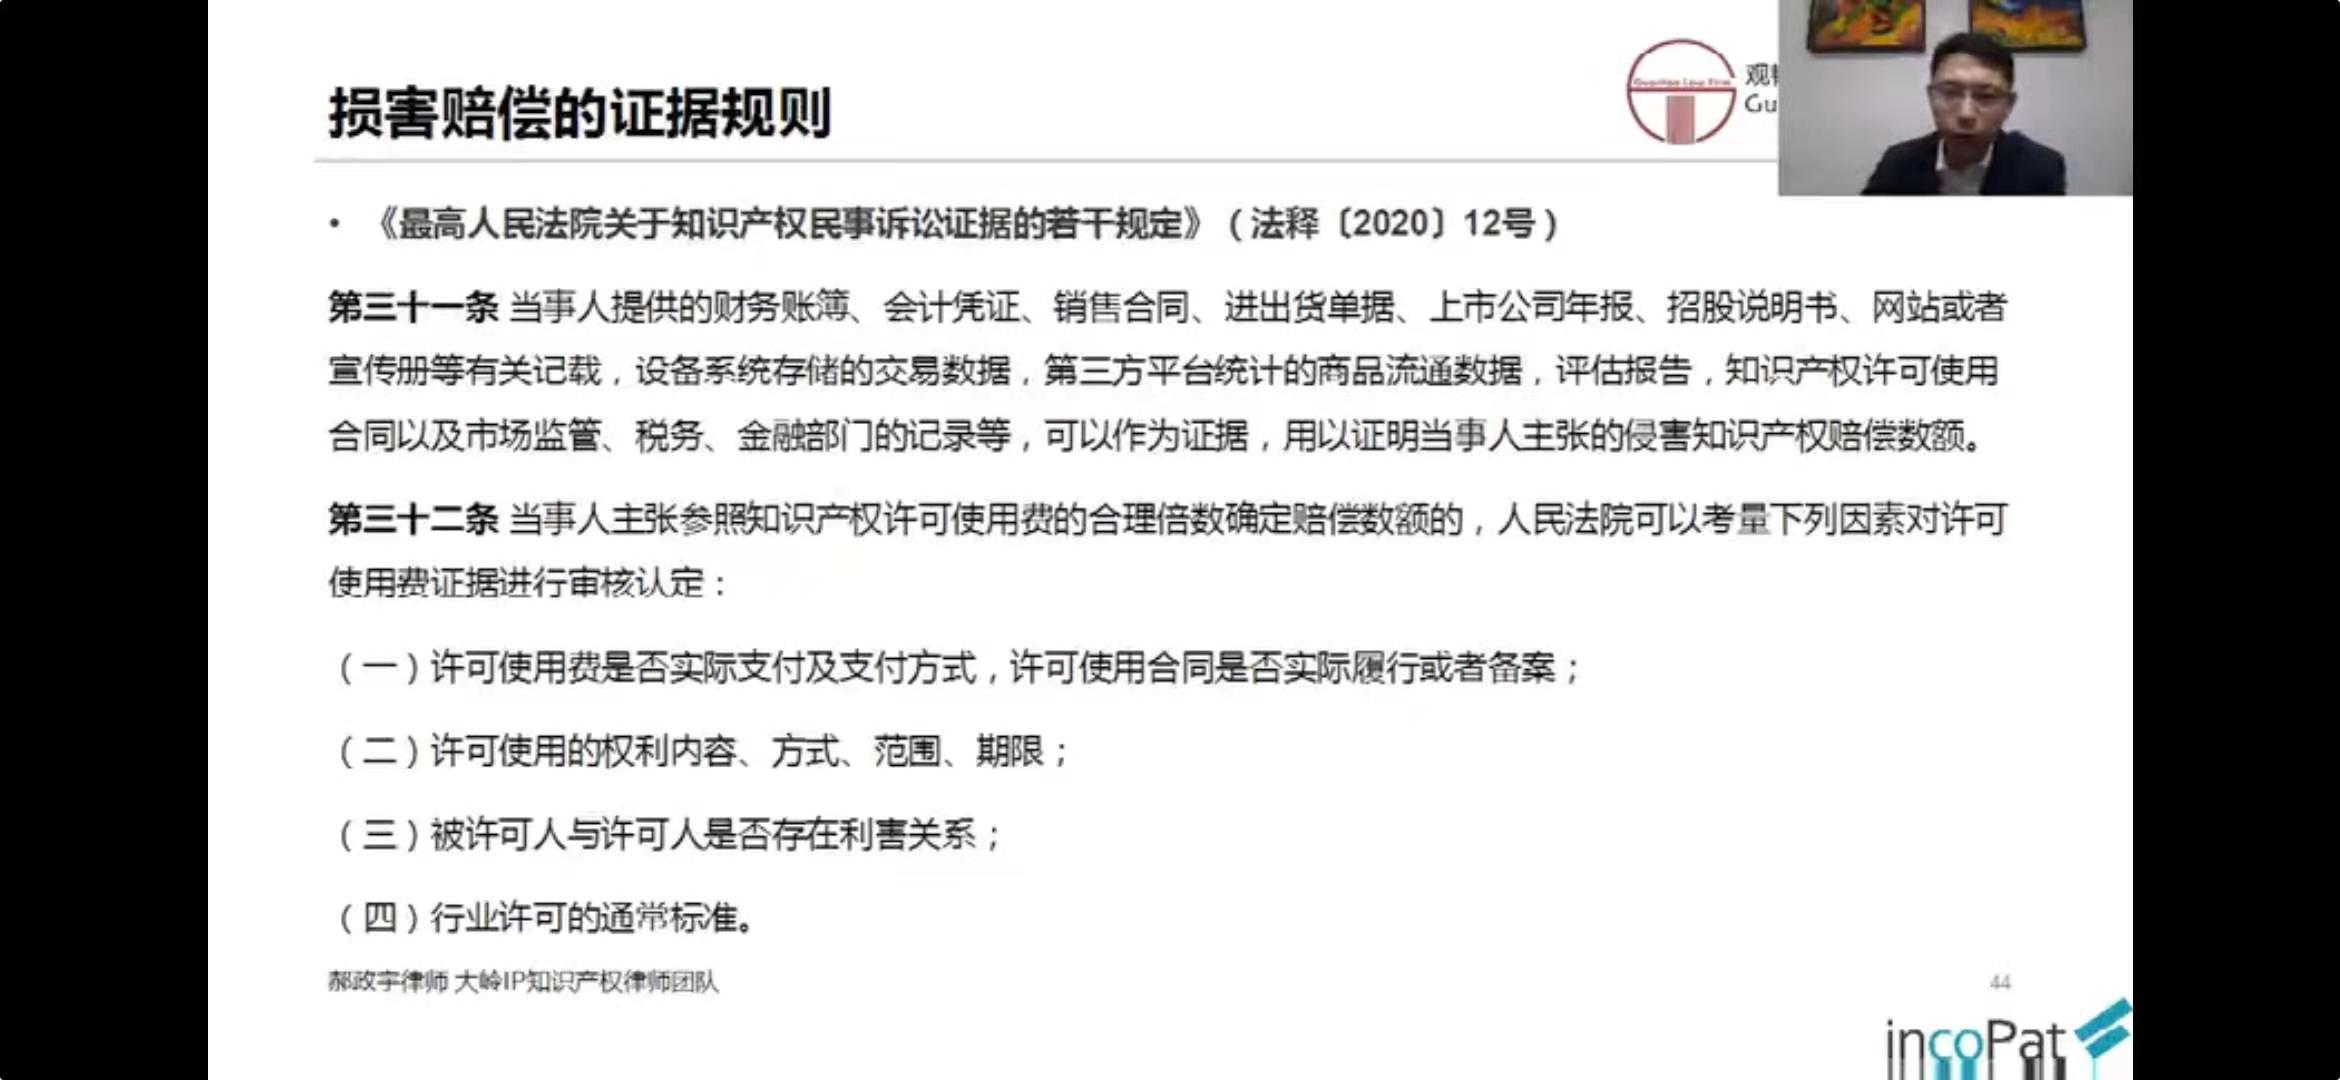 损害赔偿的证据规则
Guantao Law Firm
观
Gu
• 《最高人民法院关于知识产权民事诉讼证据的若干规定》（法释〔2020〕12号）
第三十一条 当事人提供的财务账簿、会计凭证、销售合同、进出货单据、上市公司年报、招股说明书、网站或者
宣传册等有关记载，设备系统存储的交易数据，第三方平台统计的商品流通数据，评估报告，知识产权许可使用
合同以及市场监管、税务、金融部门的记录等，可以作为证据，用以证明当事人主张的侵害知识产权赔偿数额。
第三十二条 当事人主张参照知识产权许可使用费的合理倍数确定赔偿数额的，人民法院可以考量下列因素对许可
使用费证据进行审核认定：
（一）许可使用费是否实际支付及支付方式，许可使用合同是否实际履行或者备案；
（二）许可使用的权利内容、方式、范围、期限；
（三）被许可人与许可人是否存在利害关系；
（四）行业许可的通常标准。
郝政宇律师 大岭IP知识产权律师团队
44
incoPat